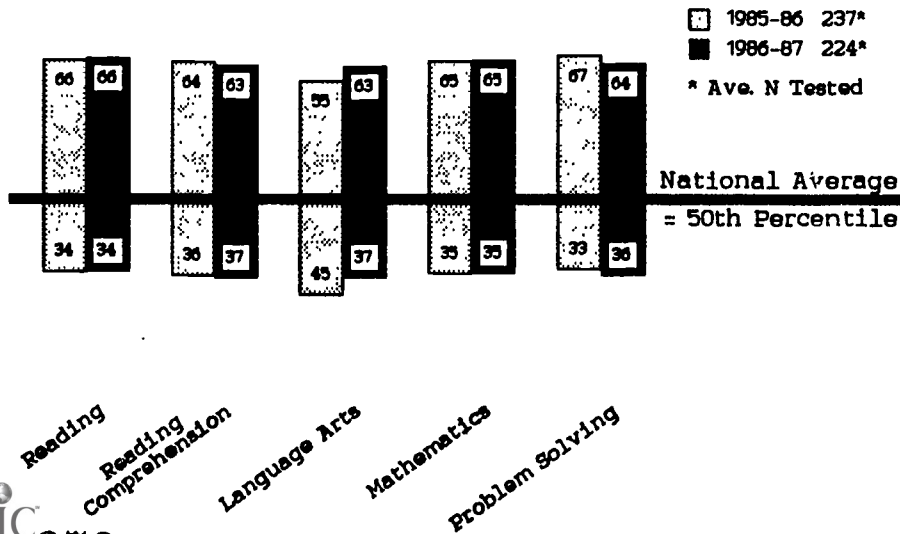 1985-86 237*
1986-87 224*
* Ave. N Tested
66 66 64 63 55 63 65 65 67 64
National Average
= 50th Percentile
34 34 36 37 45 37 35 35 33 36
Reading
Reading
Comprehension
Language Arts
Mathematics
Problem Solving
IC